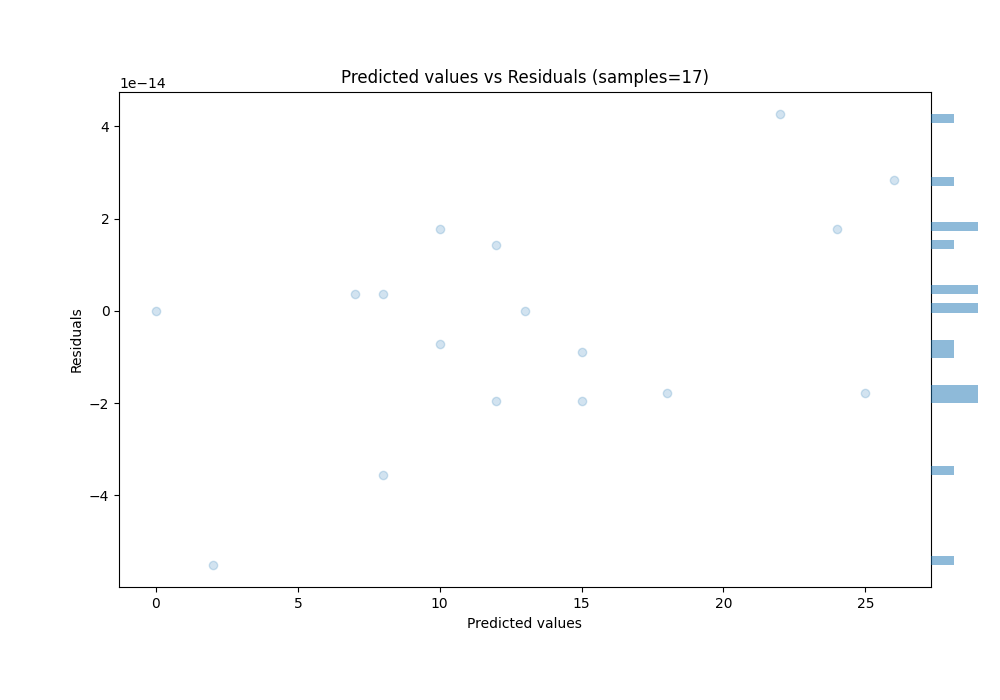 Predicted values vs Residuals (samples=17)
1e−14
4
2
0
−2
−4
Residuals
0 5 10 15 20 25
Predicted values